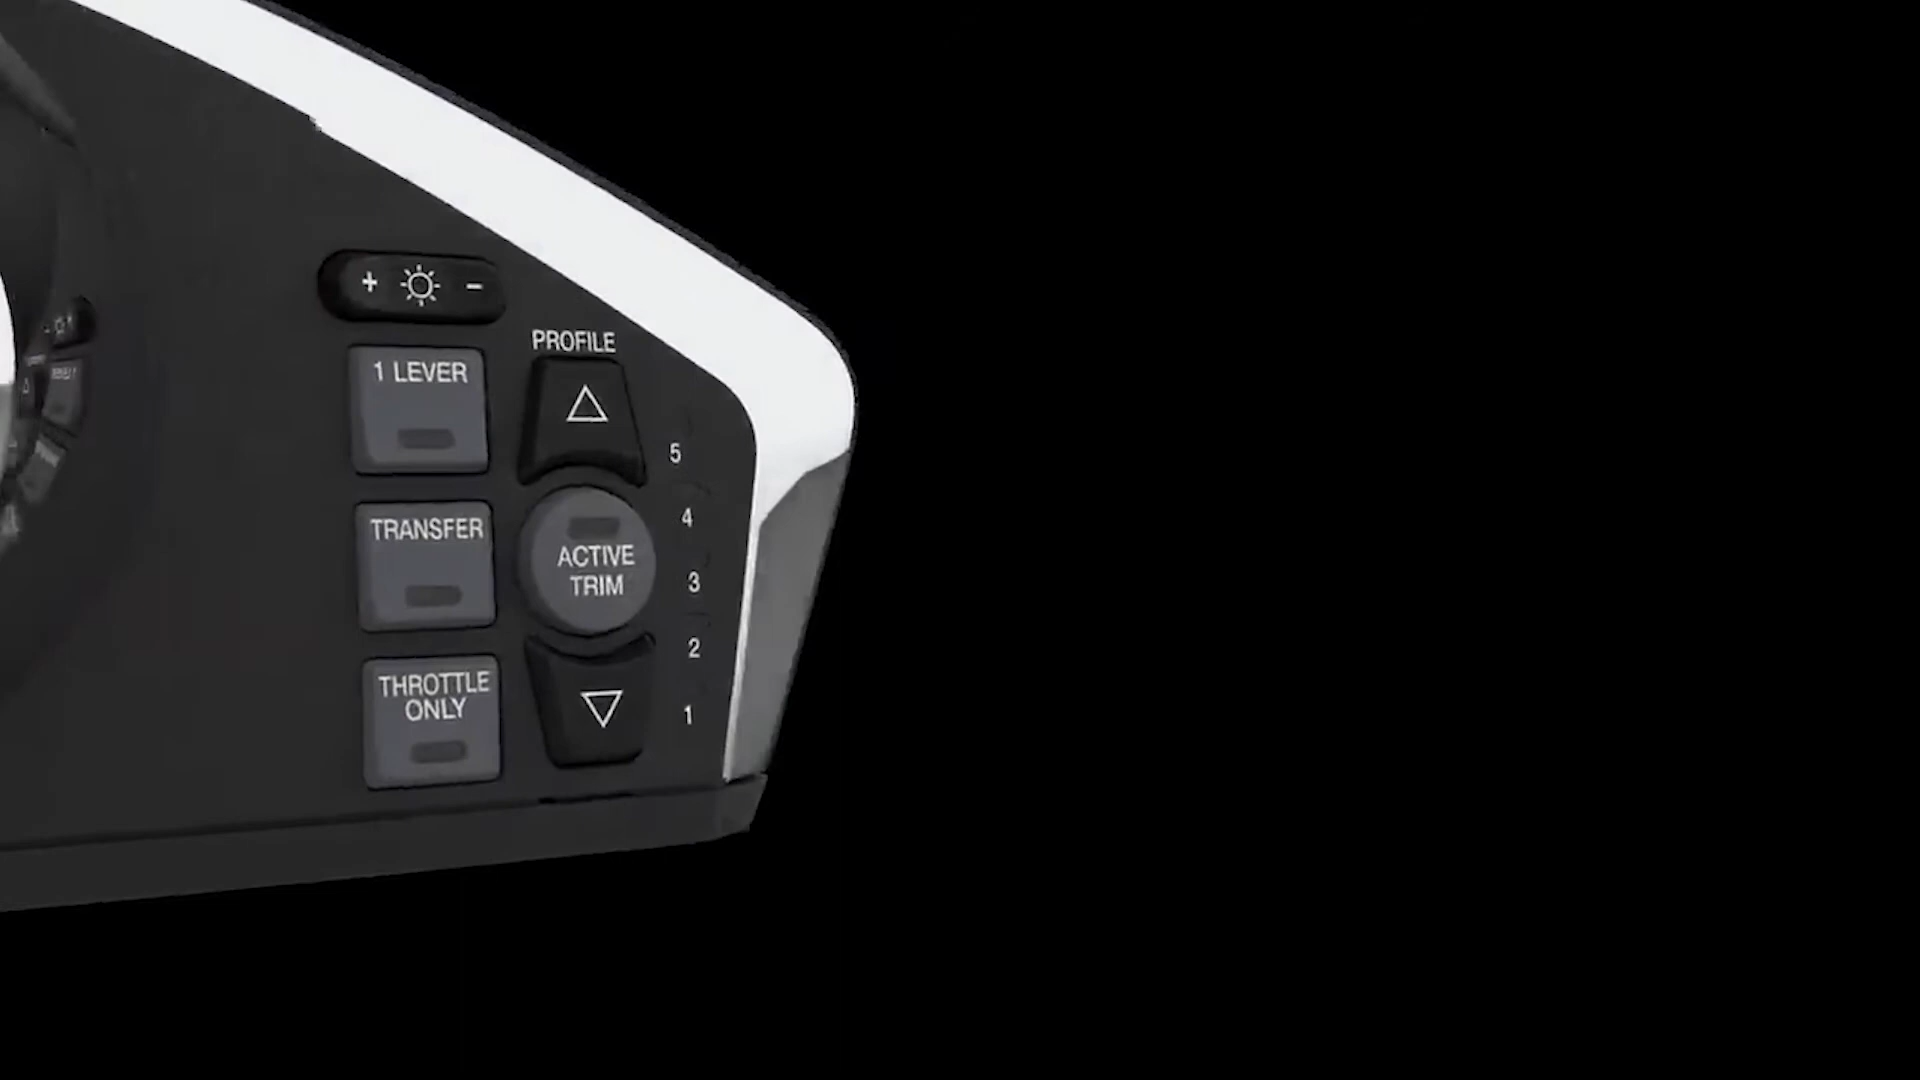 + -
PROFILE
1 LEVER
5
TRANSFER
4
ACTIVE
TRIM
3
2
THROTTLE
ONLY
1